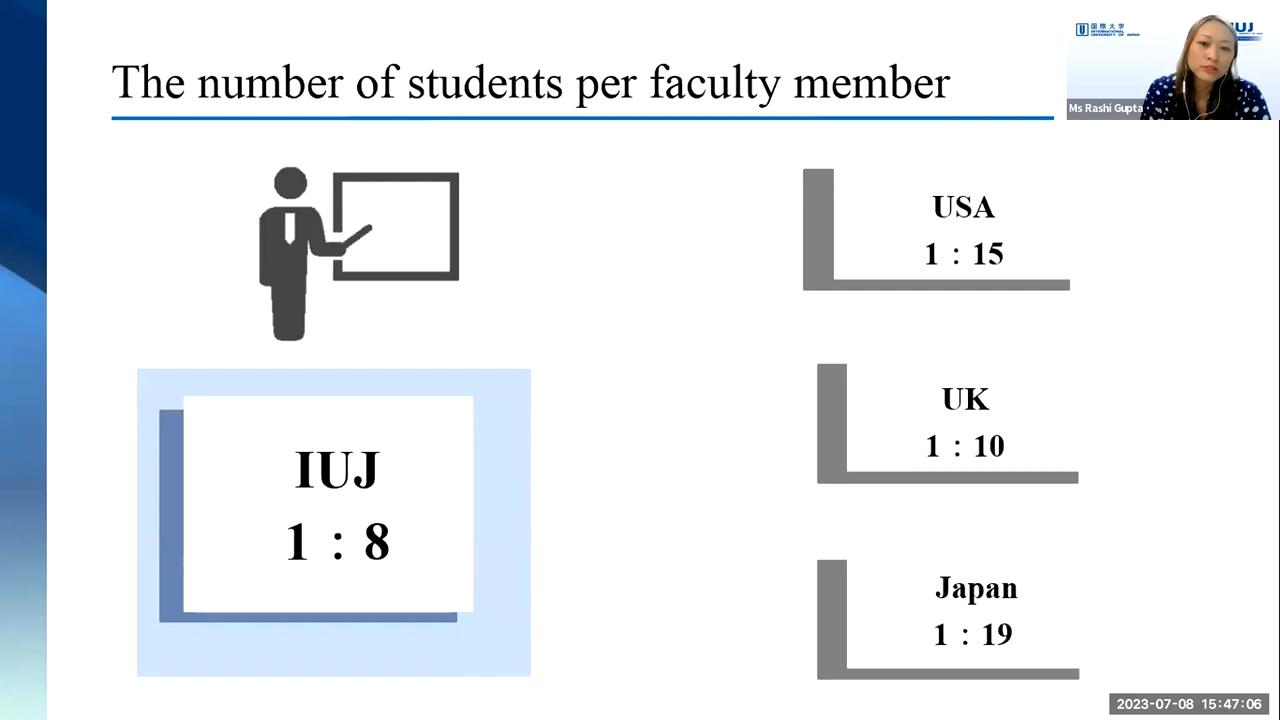 The number of students per faculty member
国際大学
INTERNATIONAL
UNIVERSITY OF JAPAN
IUJ
Ms Rashi Gupta
USA
1 : 15
IUJ
1 : 8
UK
1 : 10
Japan
1 : 19
2023-07-08 15:47:06